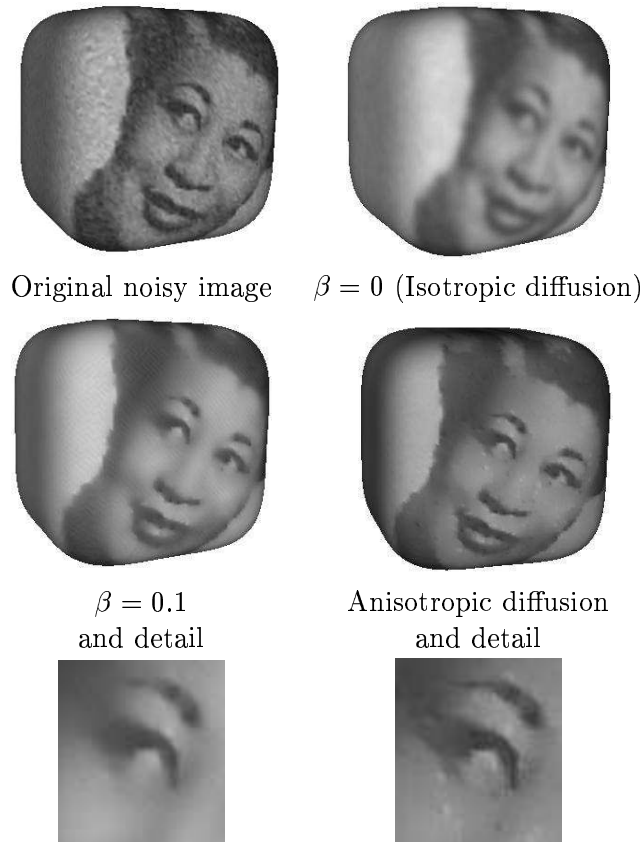 Original noisy image
β = 0 (Isotropic diffusion)
β = 0.1
and detail
Anisotropic diffusion
and detail